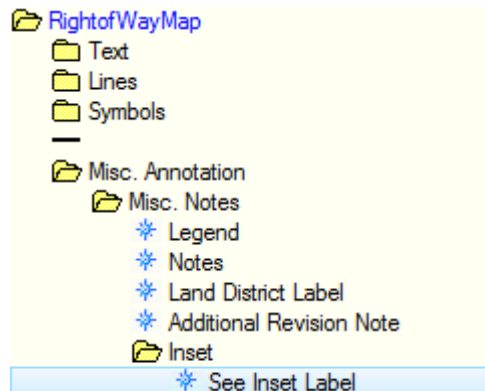 RightofWayMap
Text
Lines
Symbols
Misc. Annotation
Misc. Notes
Legend
Notes
Land District Label
Additional Revision Note
Inset
See Inset Label